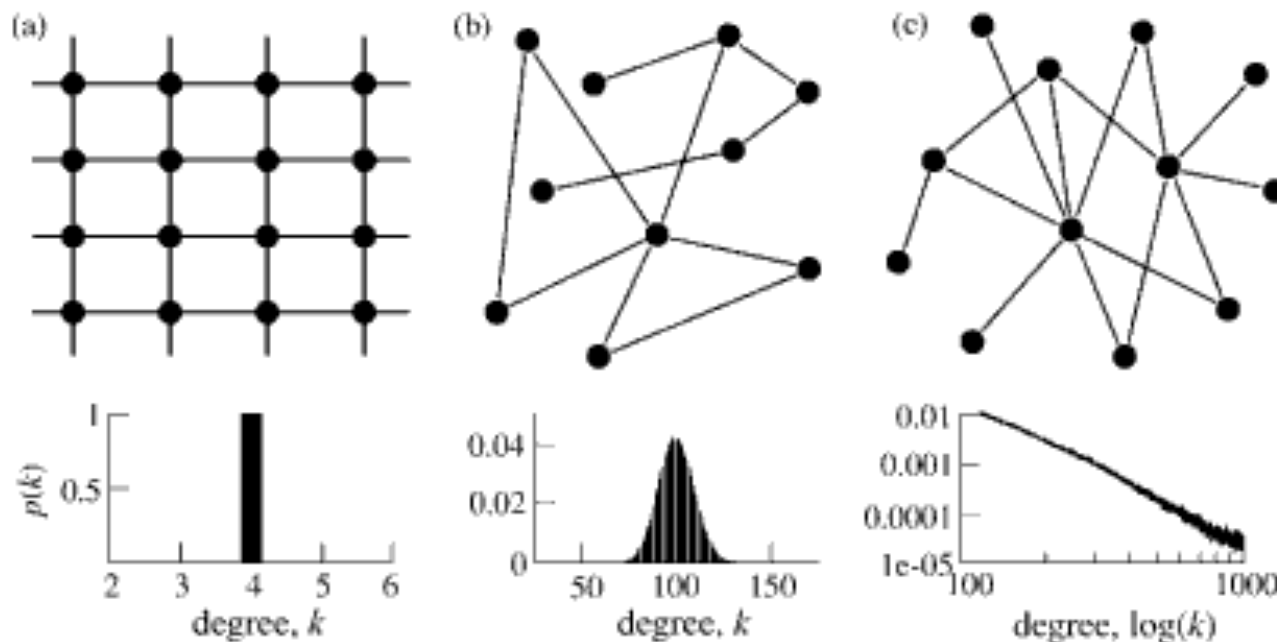 (a)
(b)
(c)
1
0.5
p(k)
2 3 4 5 6
degree, k
0.04
0.02
0
50 100 150
degree, k
0.01
0.001
0.0001
1e-05
100 1000
degree, log(k)